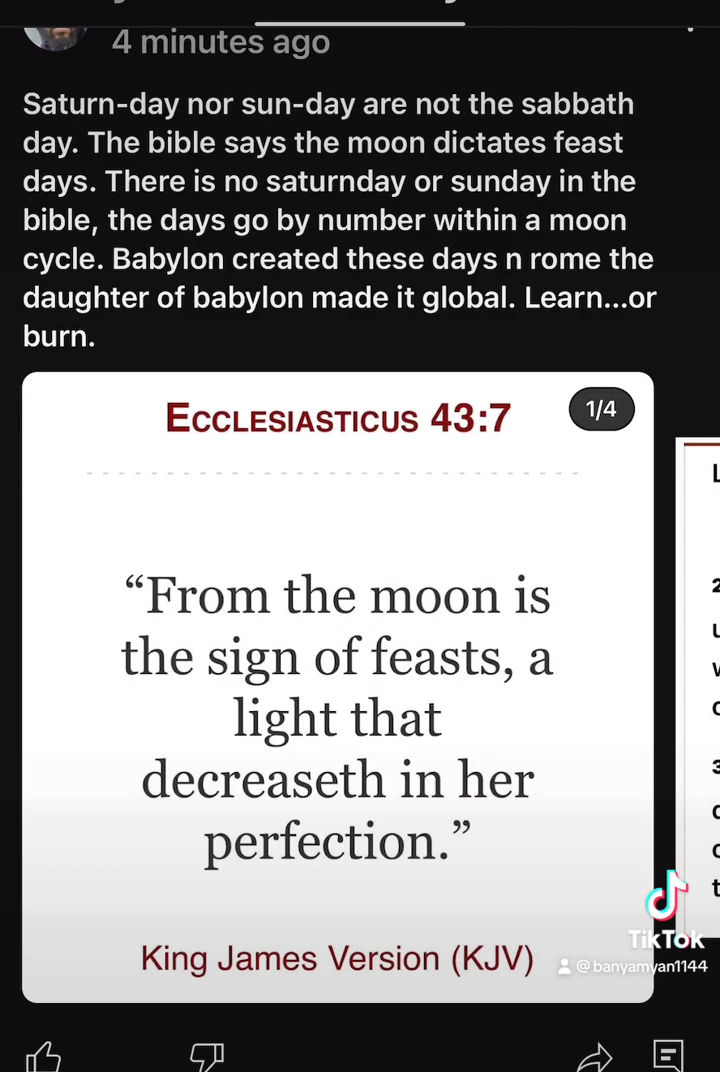 4 minutes ago
Saturn-day nor sun-day are not the sabbath
day. The bible says the moon dictates feast
days. There is no saturnday or sunday in the
bible, the days go by number within a moon
cycle. Babylon created these days n rome the
daughter of babylon made it global. Learn...or
burn.
Ecclesiasticus 43:7
1/4
“From the moon is
the sign of feasts, a
light that
decreaseth in her
perfection.”
King James Version (KJV)
TikTok
@banyamyan1144